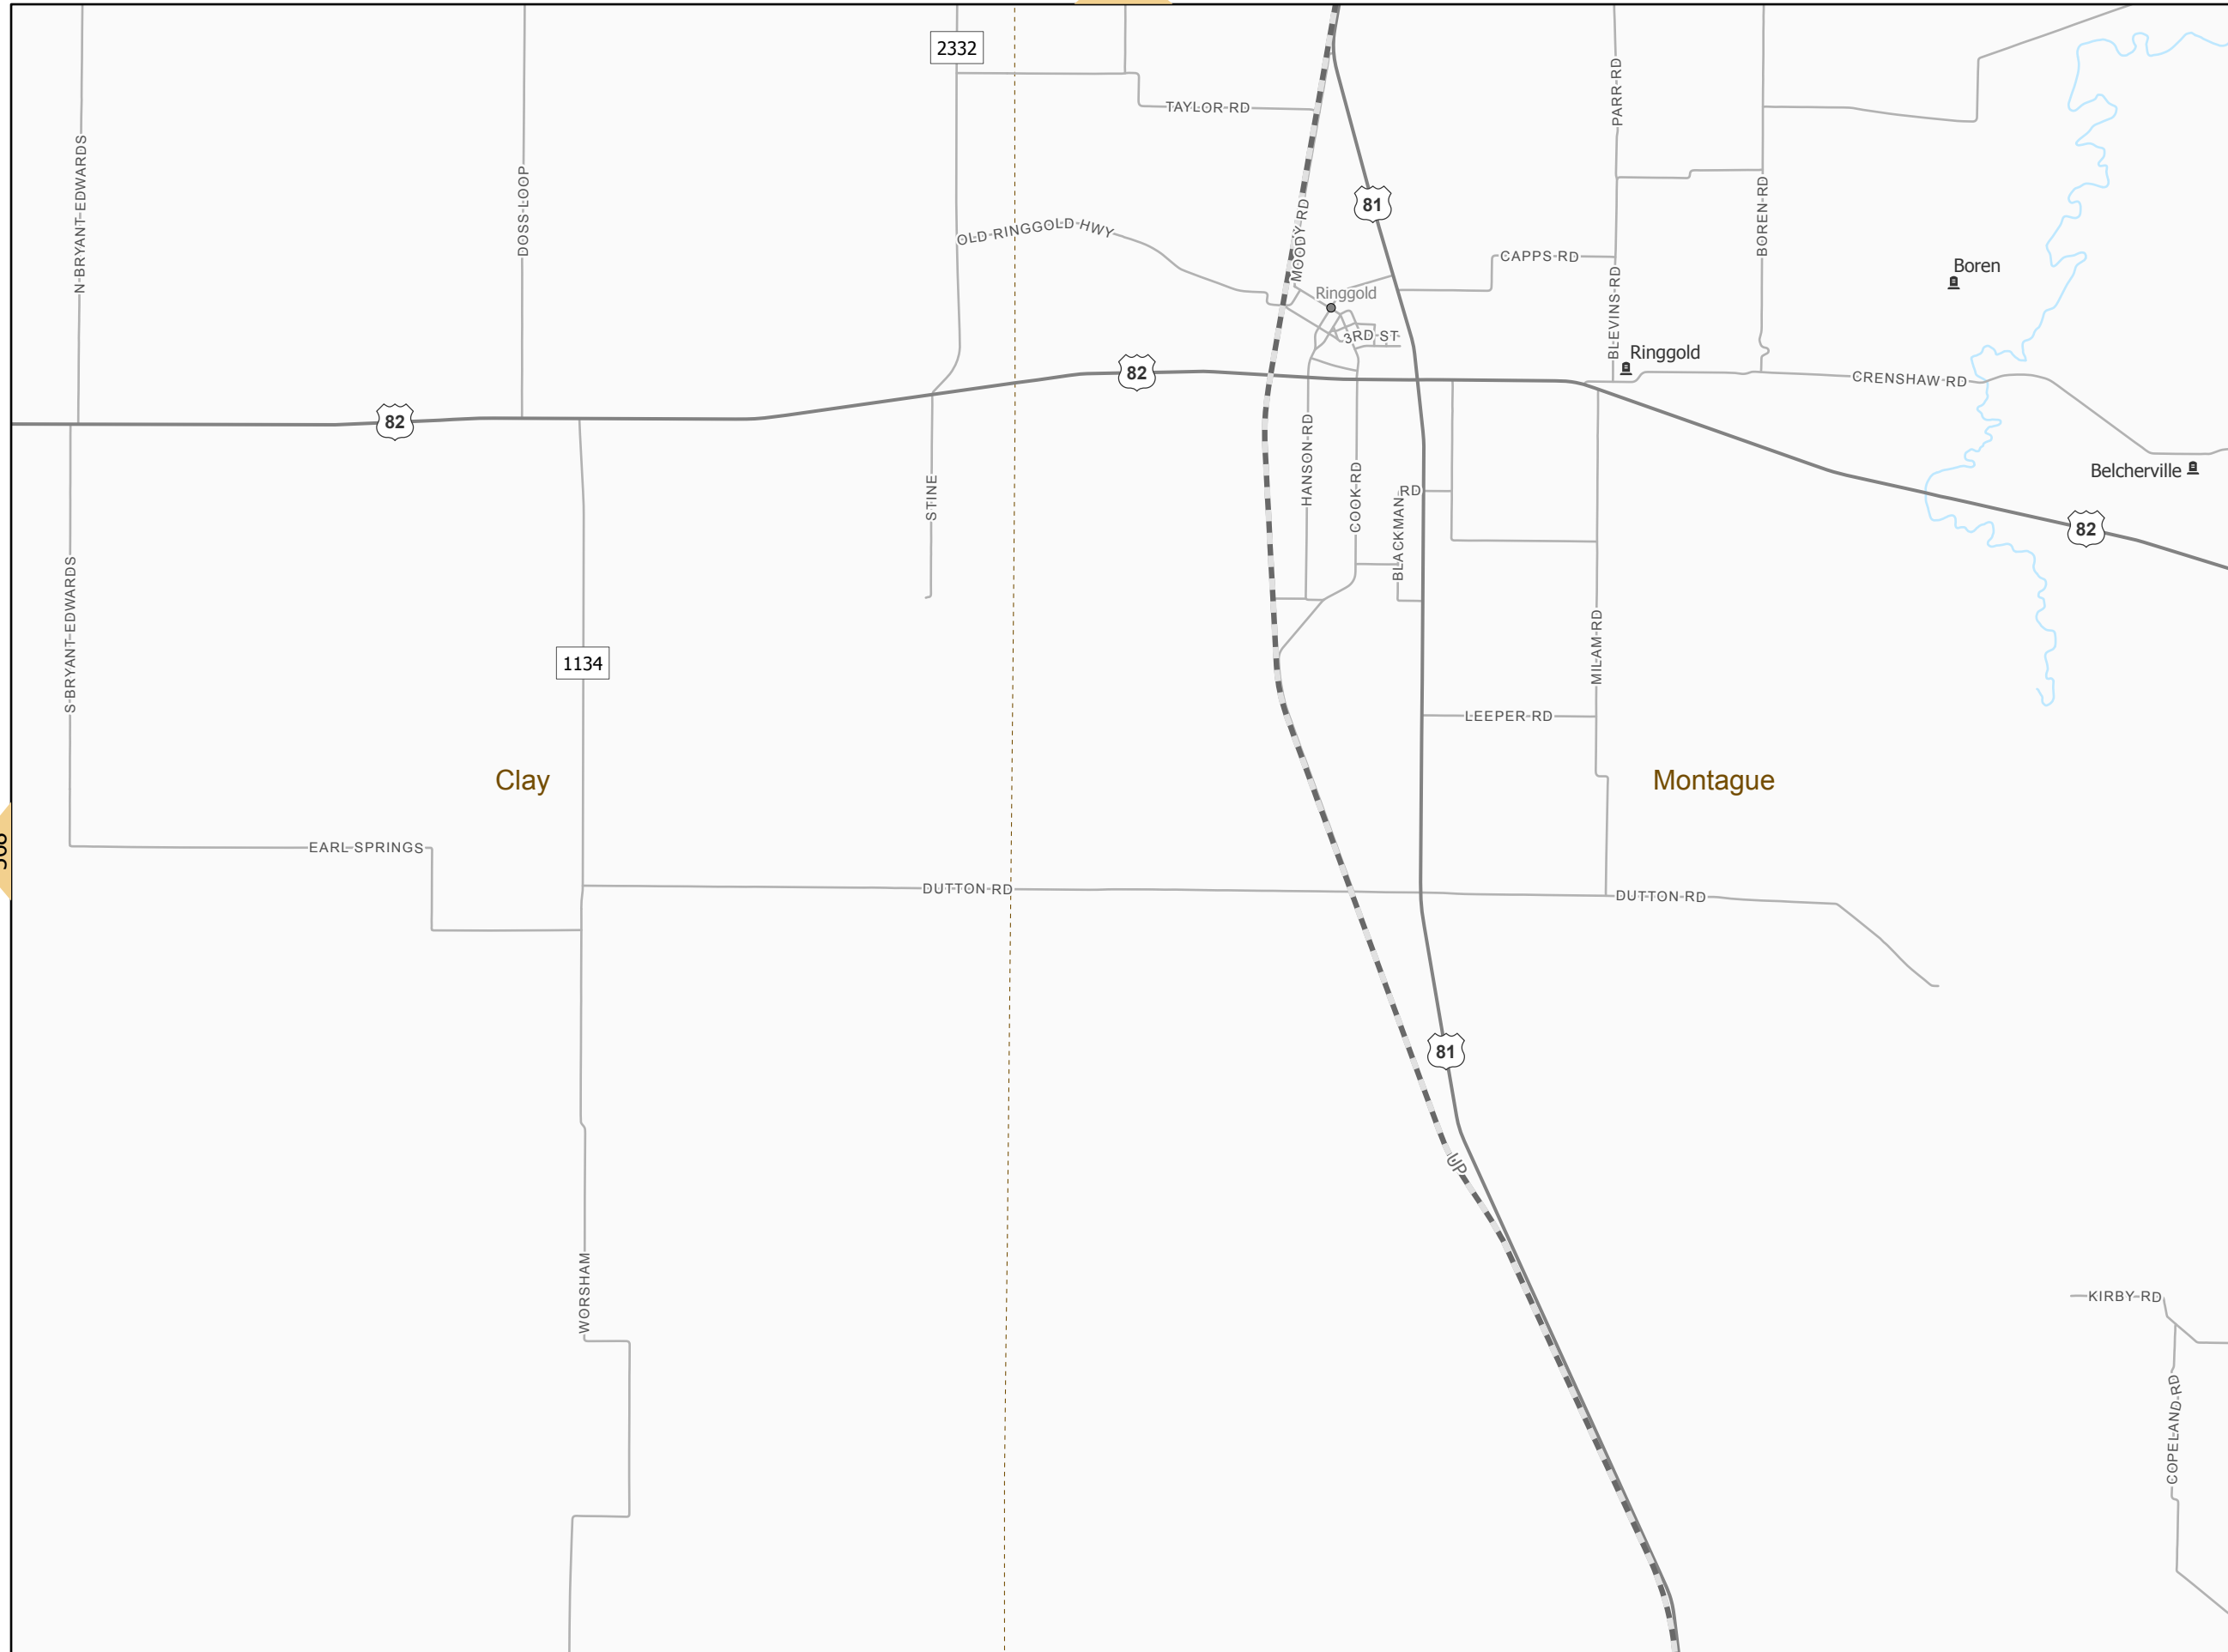 2332
TAYLOR RD
PARR RD
N BRYANT EDWARDS
DOSS LOOP
81
BOREN RD
OLD RINGGOLD HWY
MOODY RD
CAPPS RD
Boren
Ringgold
BLEVINS RD
3RD ST
Ringgold
82
CRENSHAW RD
82
HANSON RD
COOK RD
BLACKMAN RD
Belcherville
STINE
82
S BRYANT EDWARDS
1134
MILAM RD
LEEPER RD
Clay
Montague
EARL SPRINGS
DUTTON RD
DUTTON RD
81
UP
WORSHAM
KIRBY RD
COPELAND RD